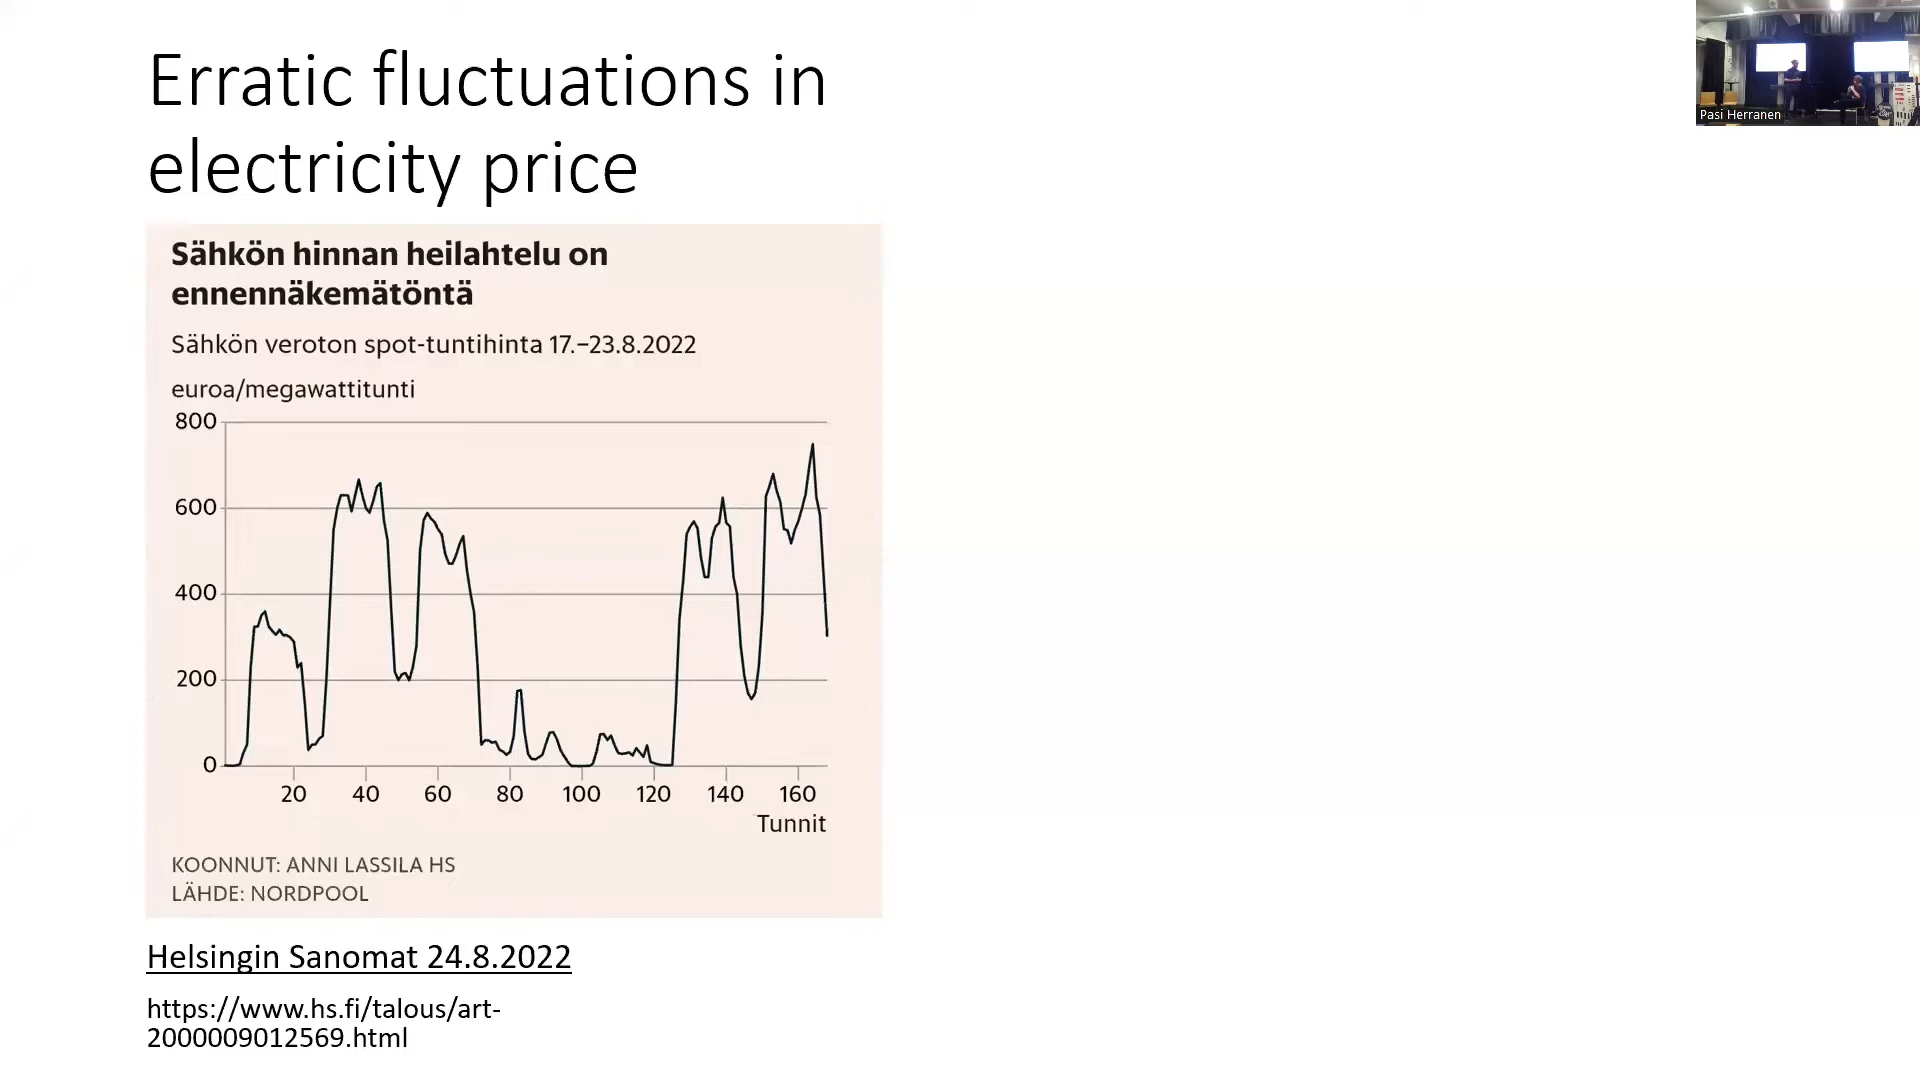 Erratic fluctuations in
electricity price
Pasi Herranen
Sähkön hinnan heilahtelu on
ennennäkemätöntä
Sähkön veroton spot-tuntihinta 17.–23.8.2022
euroa/megawattitunti
800
600
400
200
0
20 40 60 80 100 120 140 160
Tunnit
KOONNUT: ANNI LASSILA HS
LÄHDE: NORDPOOL
Helsingin Sanomat 24.8.2022
https://www.hs.fi/talous/art-
2000009012569.html